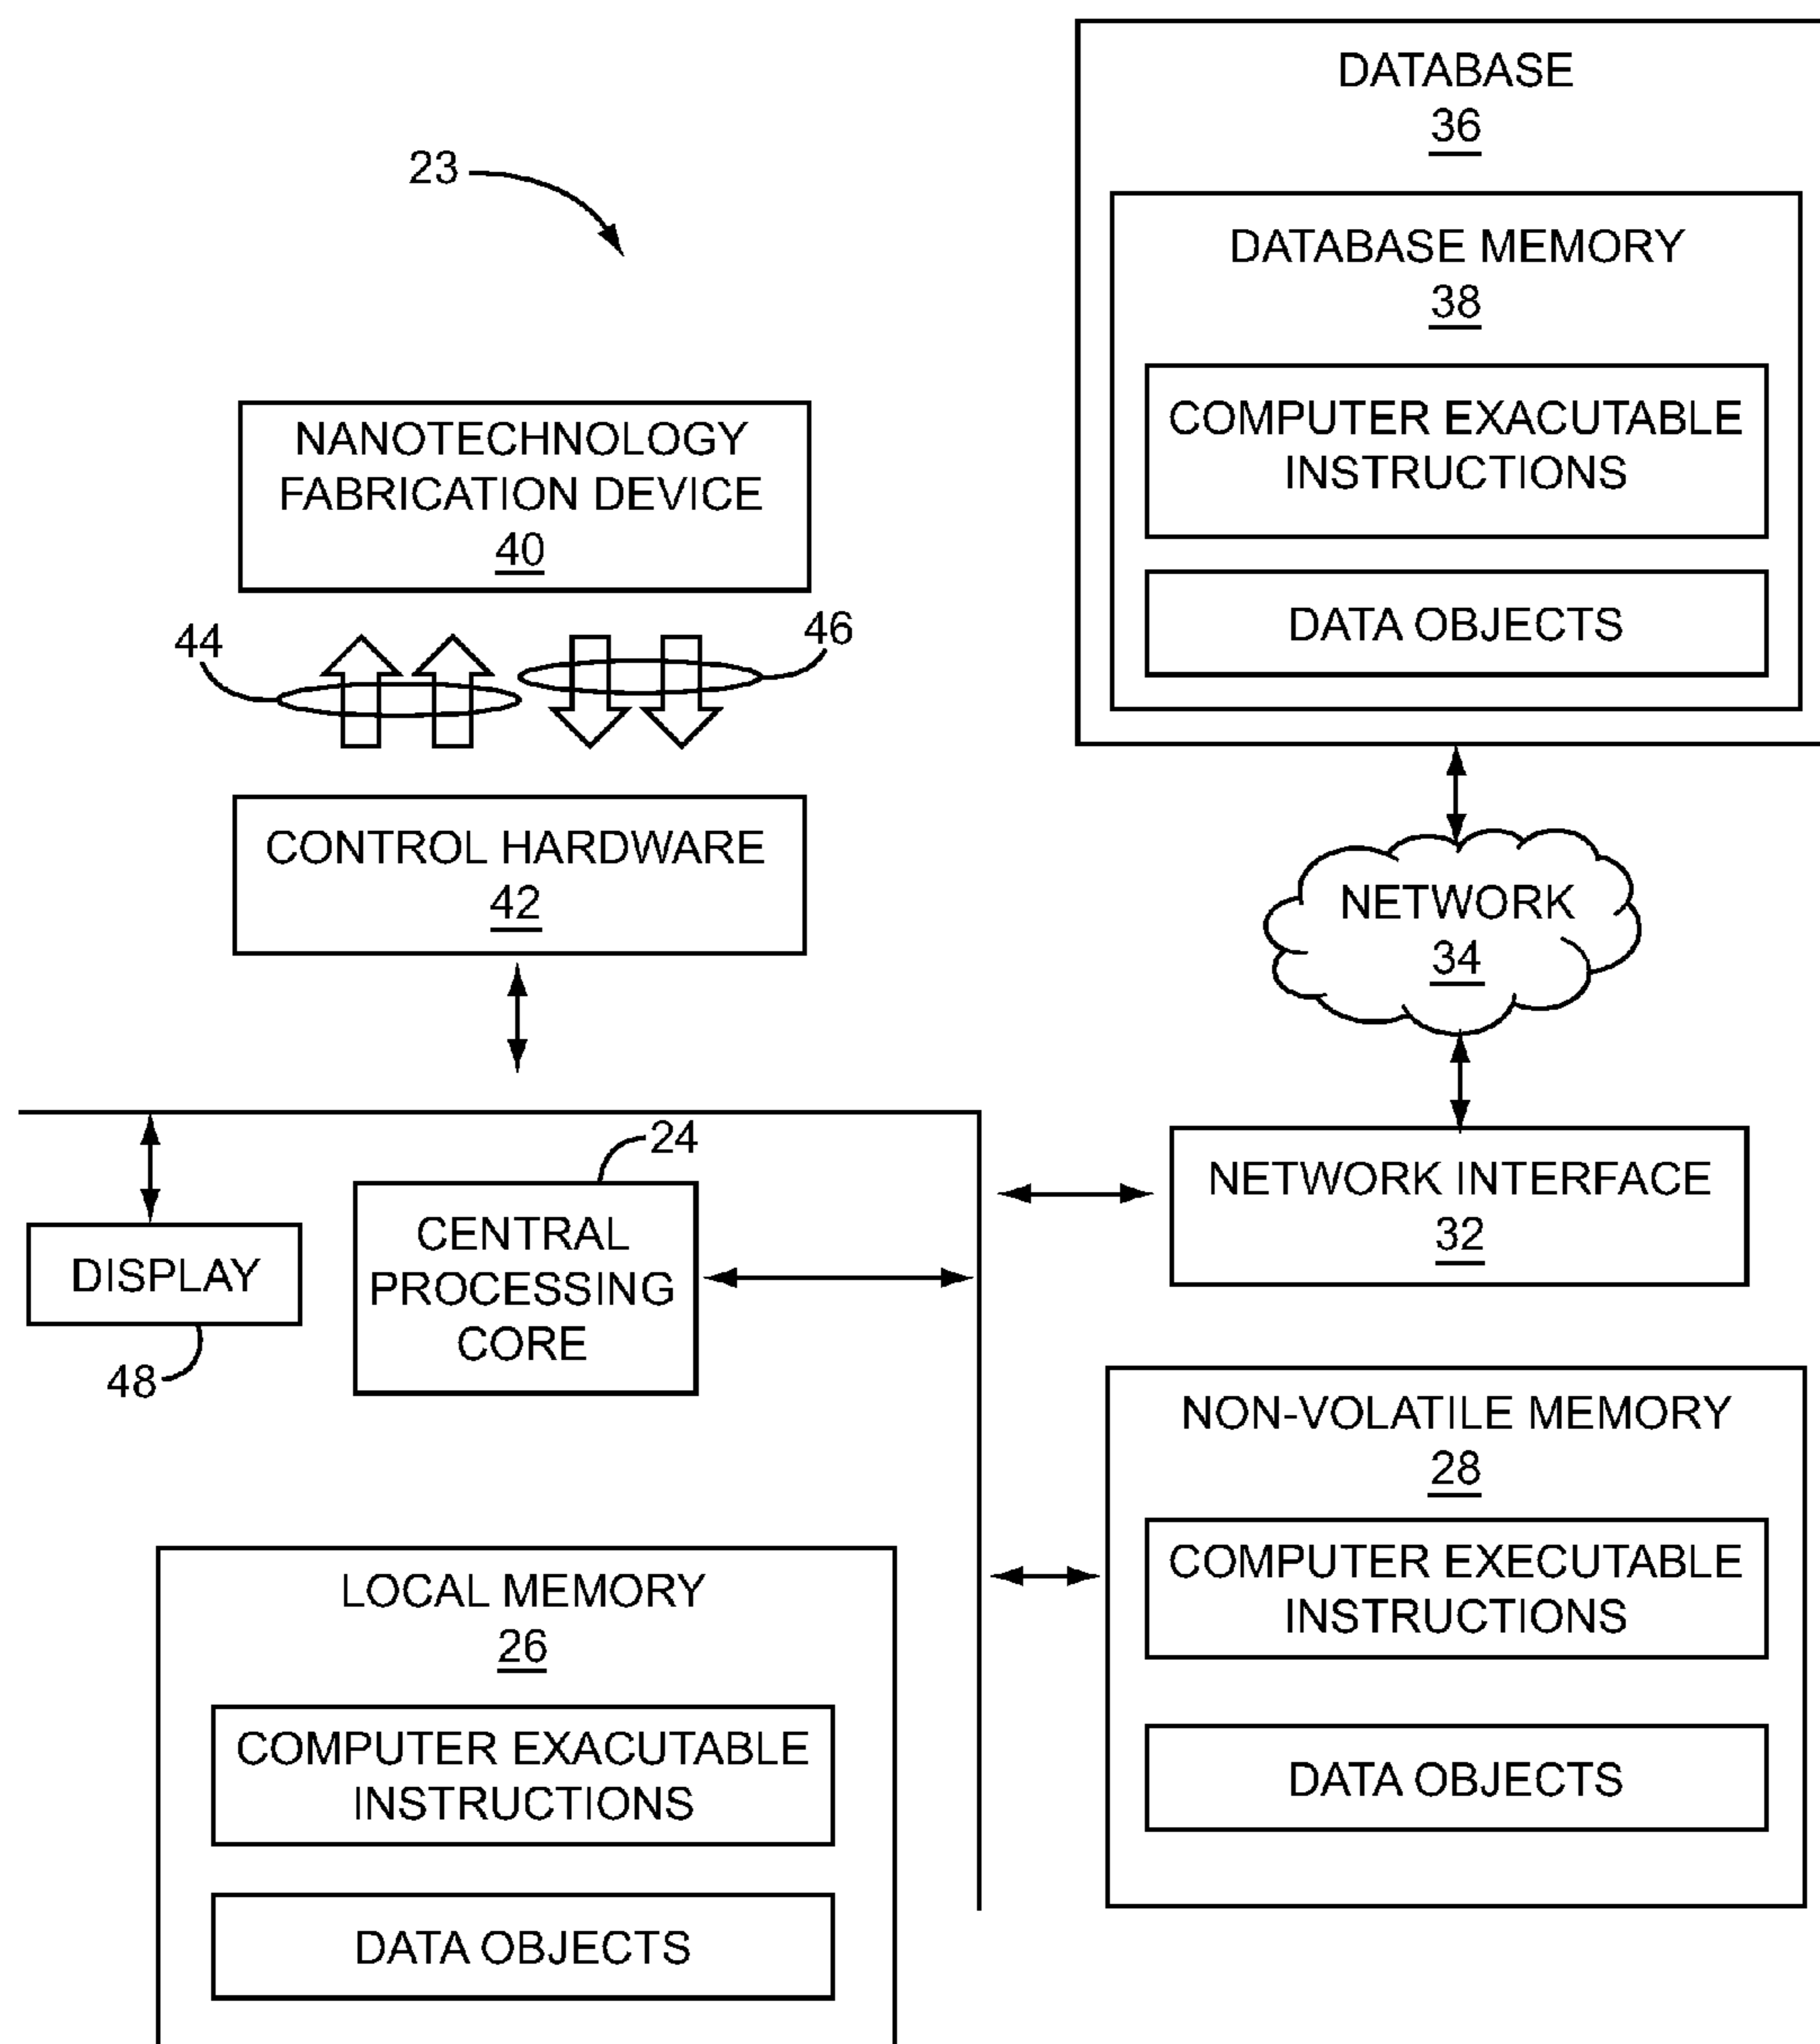 DATABASE
36
23
DATABASE MEMORY
38
COMPUTER EXACUTABLE
INSTRUCTIONS
DATA OBJECTS
NANOTECHNOLOGY
FABRICATION DEVICE
40
44
46
CONTROL HARDWARE
42
NETWORK
34
24
NETWORK INTERFACE
32
CENTRAL
PROCESSING
CORE
DISPLAY
48
NON-VOLATILE MEMORY
28
COMPUTER EXECUTABLE
INSTRUCTIONS
DATA OBJECTS
LOCAL MEMORY
26
COMPUTER EXACUTABLE
INSTRUCTIONS
DATA OBJECTS